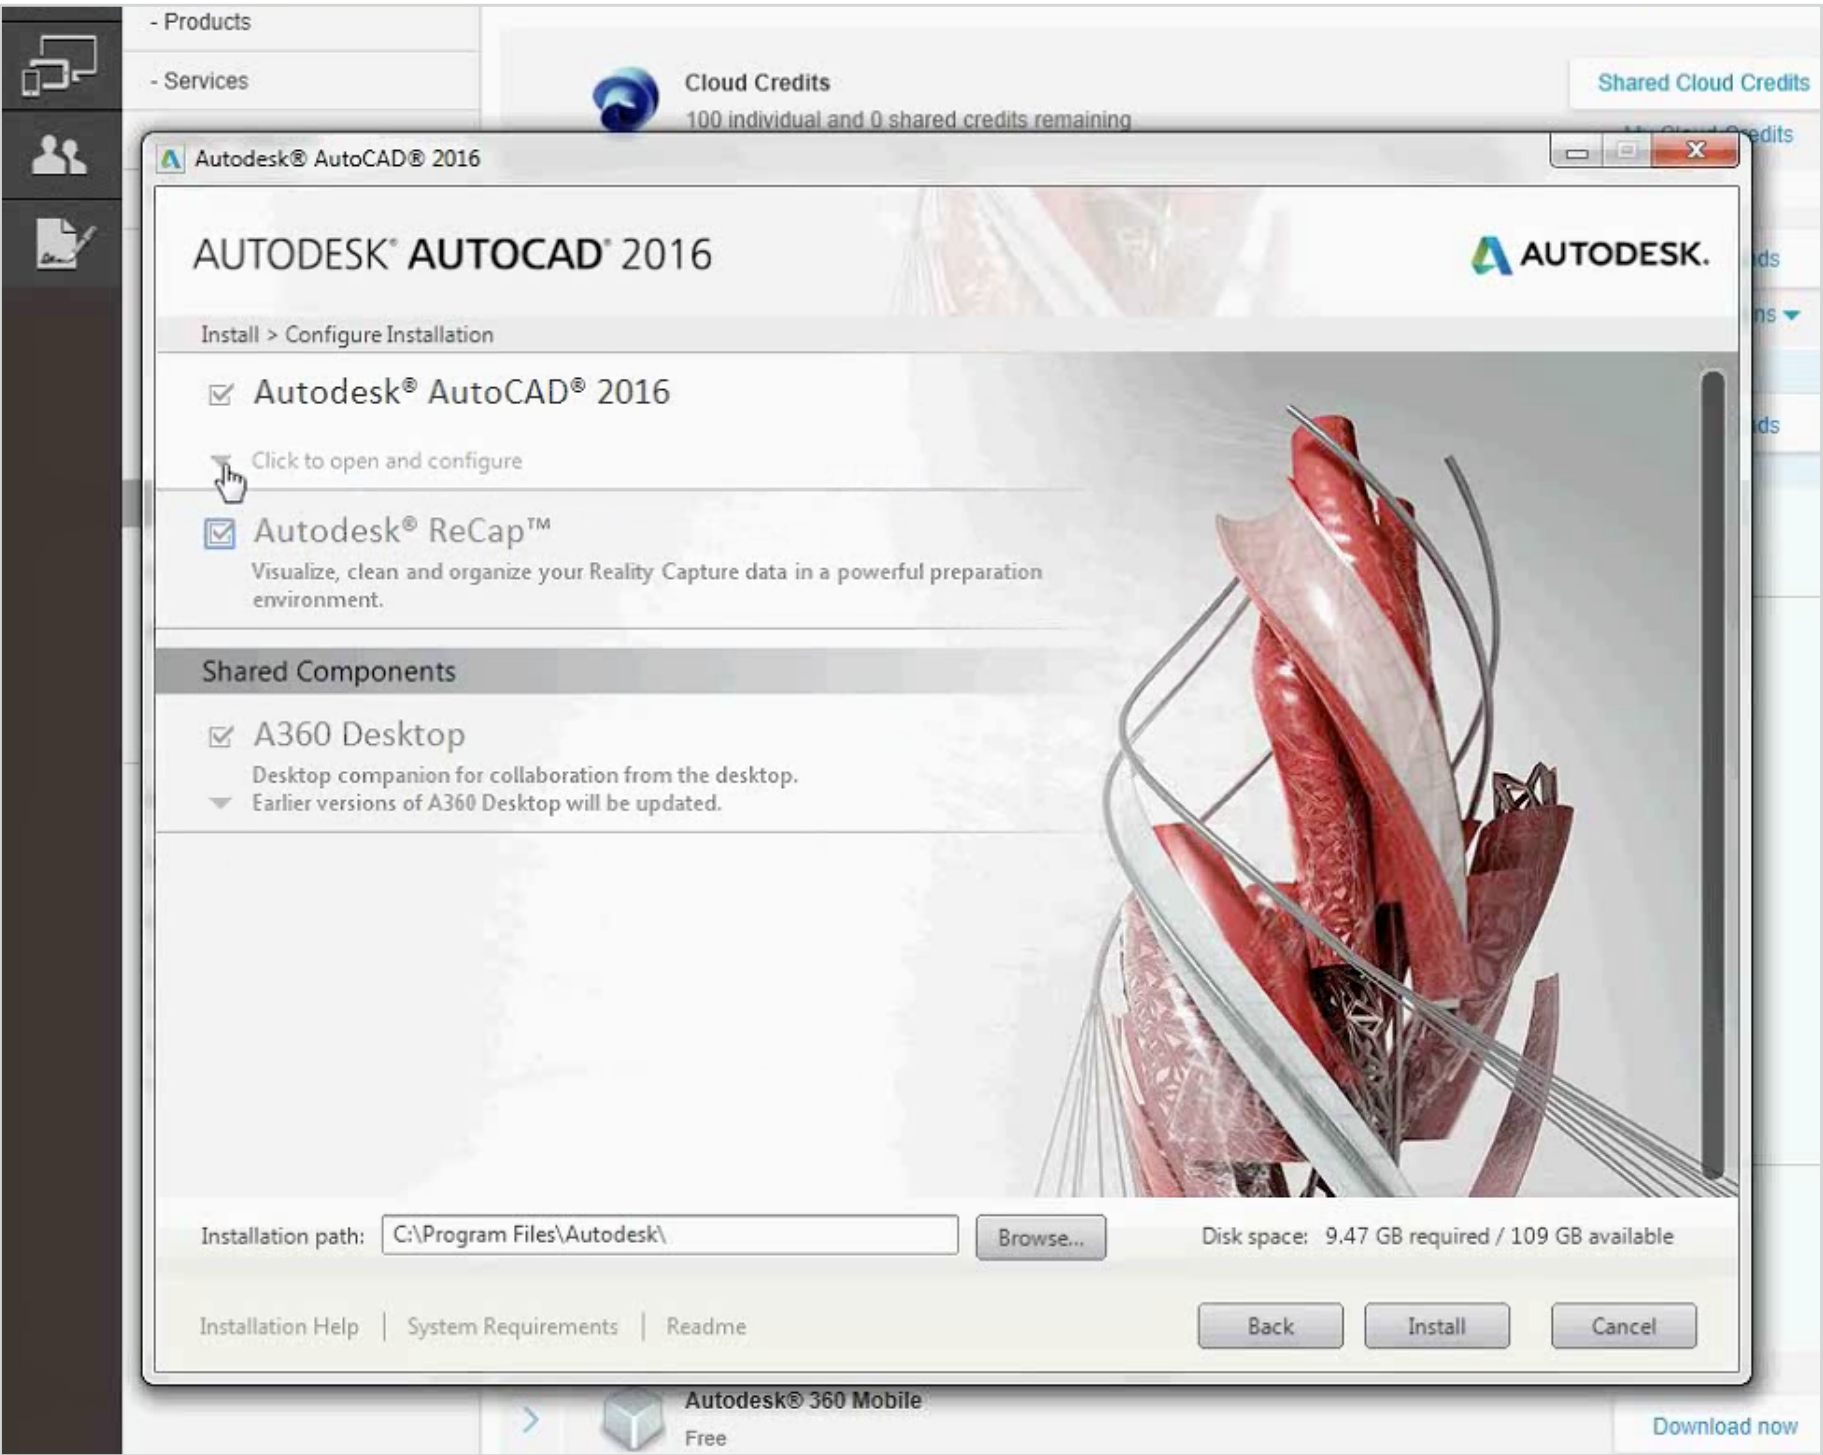 - Products
- Services
Cloud Credits
100 individual and 0 shared credits remaining
Shared Cloud Credits
Autodesk® AutoCAD® 2016
AUTODESK® AUTOCAD® 2016
AUTODESK.
Install > Configure Installation
Autodesk® AutoCAD® 2016
Click to open and configure
Autodesk® ReCap™
Visualize, clean and organize your Reality Capture data in a powerful preparation
environment.
Shared Components
A360 Desktop
Desktop companion for collaboration from the desktop.
Earlier versions of A360 Desktop will be updated.
Installation path: C:\Program Files\Autodesk\ Browse... Disk space: 9.47 GB required / 109 GB available
Installation Help | System Requirements | Readme Back Install Cancel
Autodesk® 360 Mobile
Free
Download now